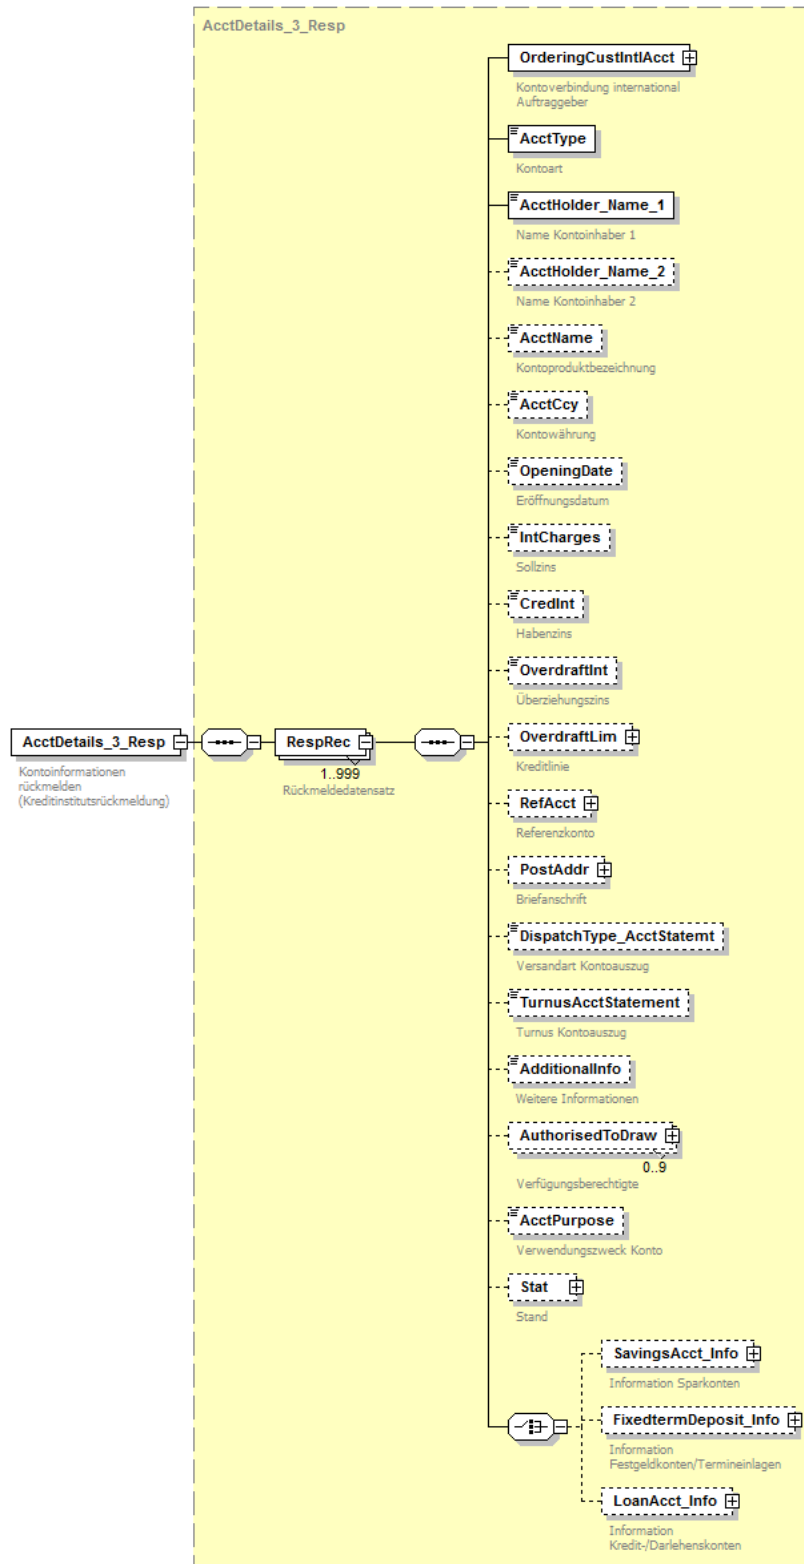 AcctDetails_3_Resp
OrderingCustIntlAcct
Kontoverbindung international
Auftraggeber
AcctType
Kontoart
AcctHolder_Name_1
Name Kontoinhaber 1
AcctHolder_Name_2
Name Kontoinhaber 2
AcctName
Kontoproduktbezeichnung
AcctCcy
Kontowährung
OpeningDate
Eröffnungsdatum
IntCharges
Sollzins
CredInt
Habenzins
OverdraftInt
Überziehungszins
AcctDetails_3_Resp
Kontoinformationen
rückmelden
(Kreditinstitutsrückmeldung)
RespRec
1..999
Rückmeldedatensatz
OverdraftLim
Kreditlinie
RefAcct
Referenzkonto
PostAddr
Briefanschrift
DispatchType_AcctStatemt
Versandart Kontoauszug
TurnusAcctStatement
Turnus Kontoauszug
AdditionalInfo
Weitere Informationen
AuthorisedToDraw
0..9
Verfügungsberechtigte
AcctPurpose
Verwendungszweck Konto
Stat
Stand
SavingsAcct_Info
Information Sparkonten
FixedtermDeposit_Info
Information
Festgeldkonten/Termineinlagen
LoanAcct_Info
Information
Kredit-/Darlehenskonten